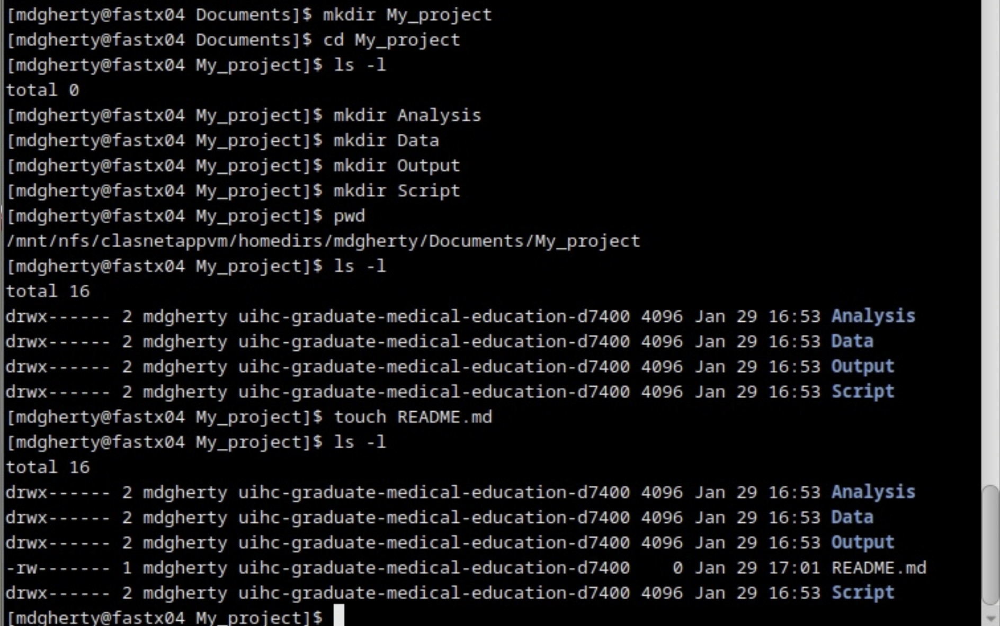 [mdgherty@fastx04 Documents]$ mkdir My_project
[mdgherty@fastx04 Documents]$ cd My_project
[mdgherty@fastx04 My_project]$ ls -l
total 0
[mdgherty@fastx04 My_project]$ mkdir Analysis
[mdgherty@fastx04 My_project]$ mkdir Data
[mdgherty@fastx04 My_project]$ mkdir Output
[mdgherty@fastx04 My_project]$ mkdir Script
[mdgherty@fastx04 My_project]$ pwd
/mnt/nfs/clasnetappvm/homedirs/mdgherty/Documents/My_project
[mdgherty@fastx04 My_project]$ ls -l
total 16
drwx------ 2 mdgherty uihc-graduate-medical-education-d7400 4096 Jan 29 16:53 Analysis
drwx------ 2 mdgherty uihc-graduate-medical-education-d7400 4096 Jan 29 16:53 Data
drwx------ 2 mdgherty uihc-graduate-medical-education-d7400 4096 Jan 29 16:53 Output
drwx------ 2 mdgherty uihc-graduate-medical-education-d7400 4096 Jan 29 16:53 Script
[mdgherty@fastx04 My_project]$ touch README.md
[mdgherty@fastx04 My_project]$ ls -l
total 16
drwx------ 2 mdgherty uihc-graduate-medical-education-d7400 4096 Jan 29 16:53 Analysis
drwx------ 2 mdgherty uihc-graduate-medical-education-d7400 4096 Jan 29 16:53 Data
drwx------ 2 mdgherty uihc-graduate-medical-education-d7400 4096 Jan 29 16:53 Output
-rw------- 1 mdgherty uihc-graduate-medical-education-d7400    0 Jan 29 17:01 README.md
drwx------ 2 mdgherty uihc-graduate-medical-education-d7400 4096 Jan 29 16:53 Script
[mdgherty@fastx04 My_project]$